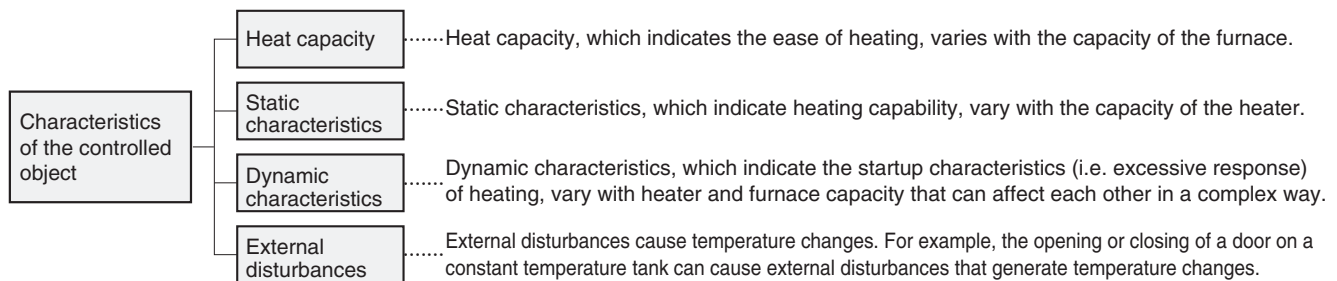 Characteristics
of the controlled
object
Heat capacity
.......Heat capacity, which indicates the ease of heating, varies with the capacity of the furnace.
Static
characteristics
.......Static characteristics, which indicate heating capability, vary with the capacity of the heater.
Dynamic
characteristics
.......Dynamic characteristics, which indicate the startup characteristics (i.e. excessive response)
of heating, vary with heater and furnace capacity that can affect each other in a complex way.
External
disturbances
.......External disturbances cause temperature changes. For example, the opening or closing of a door on a
constant temperature tank can cause external disturbances that generate temperature changes.